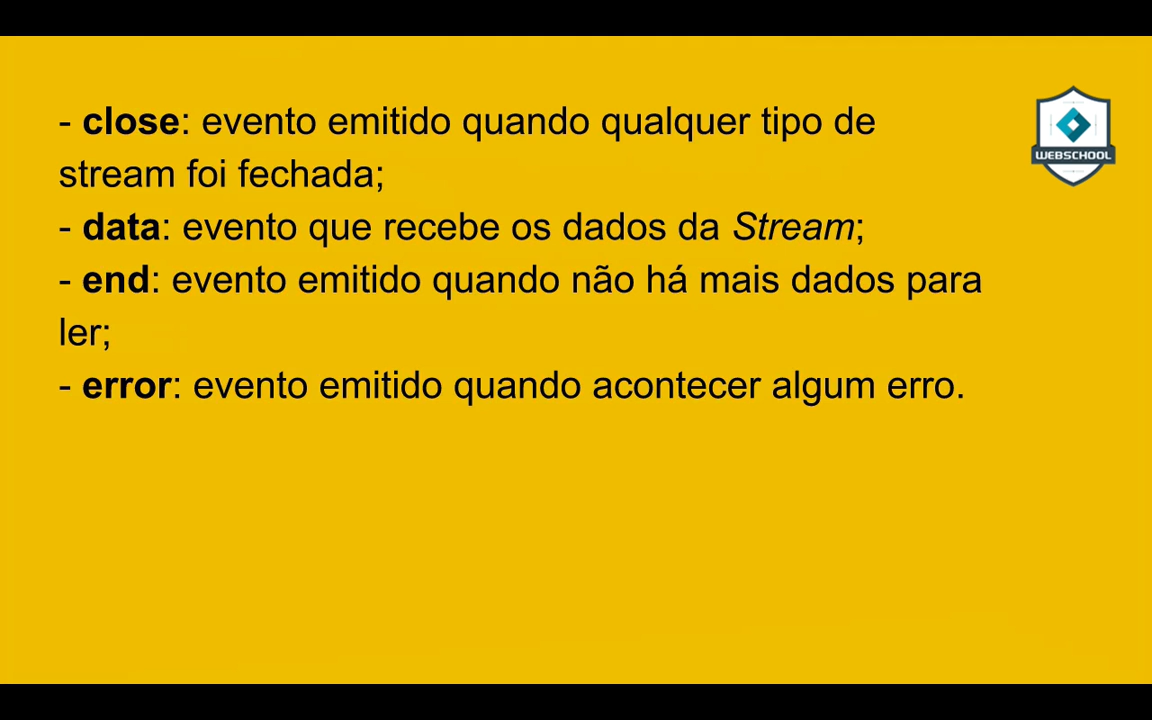 - close: evento emitido quando qualquer tipo de
stream foi fechada;
- data: evento que recebe os dados da Stream;
- end: evento emitido quando não há mais dados para
ler;
- error: evento emitido quando acontecer algum erro.
WEBSCHOOL